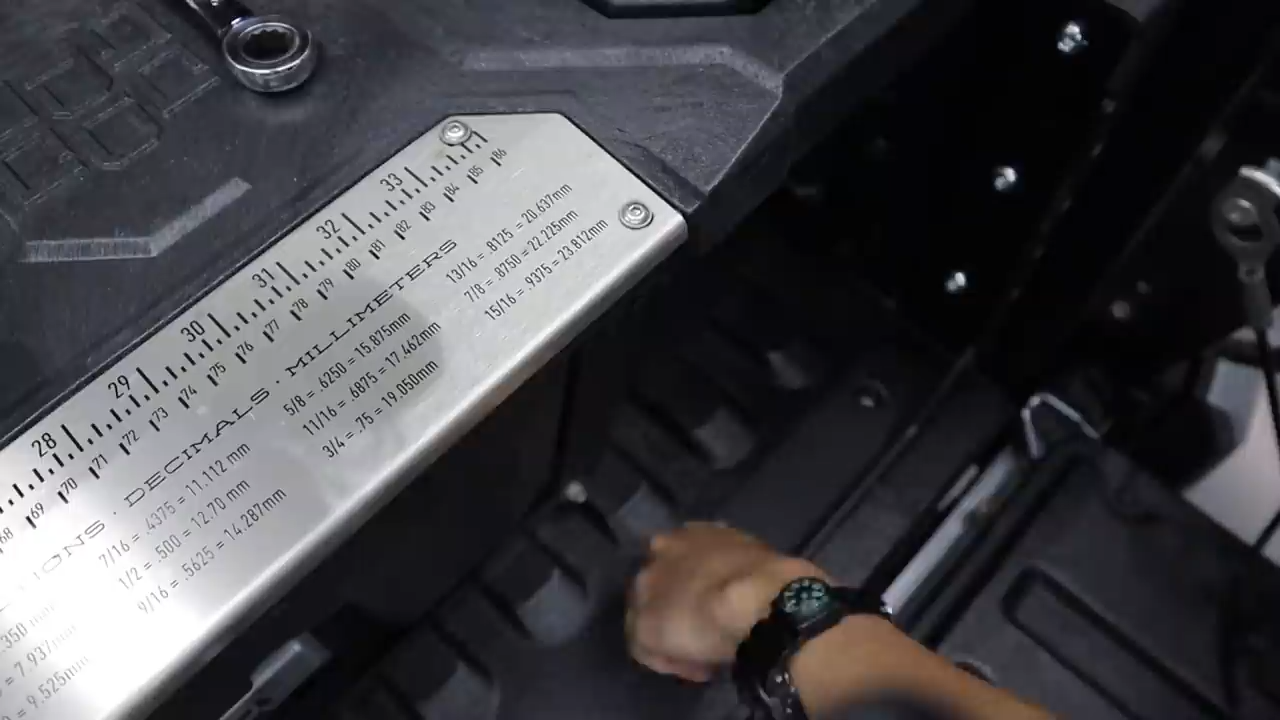 28 29 30 31 32 33
68 69 70 71 72 73 74 75 76 77 78 79 80 81 82 83 84 85 86
IONS · DECIMALS · MILLIMETERS
.350 mm
= 7.937mm
= 9.525mm
7/16 = .4375 = 11.112 mm
1/2 = .500 = 12.70 mm
9/16 = .5625 = 14.287mm
5/8 = .6250 = 15.875mm
11/16 = .6875 = 17.462mm
3/4 = .75 = 19.050mm
13/16 = .8125 = 20.637mm
7/8 = .8750 = 22.225mm
15/16 = .9375 = 23.812mm